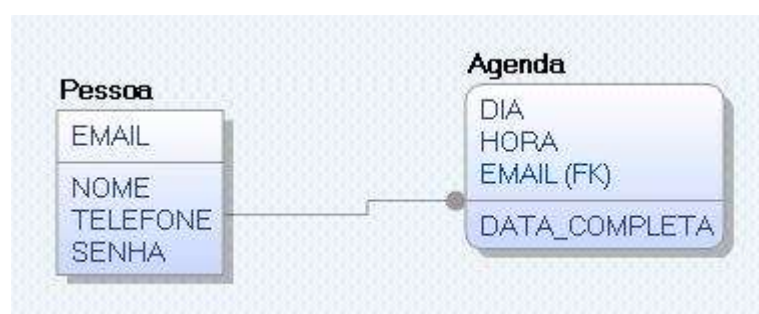 Pessoa
EMAIL
NOME
TELEFONE
SENHA
Agenda
DIA
HORA
EMAIL (FK)
DATA_COMPLETA